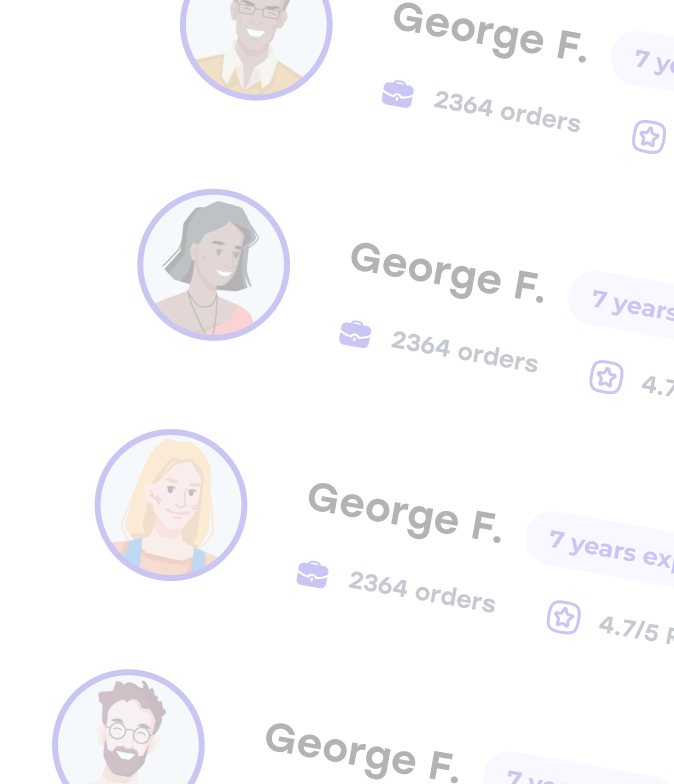 George F. 7 ye
2364 orders
George F. 7 years
2364 orders 4.7
George F. 7 years exp
2364 orders 4.7/5
George F. 7 yea